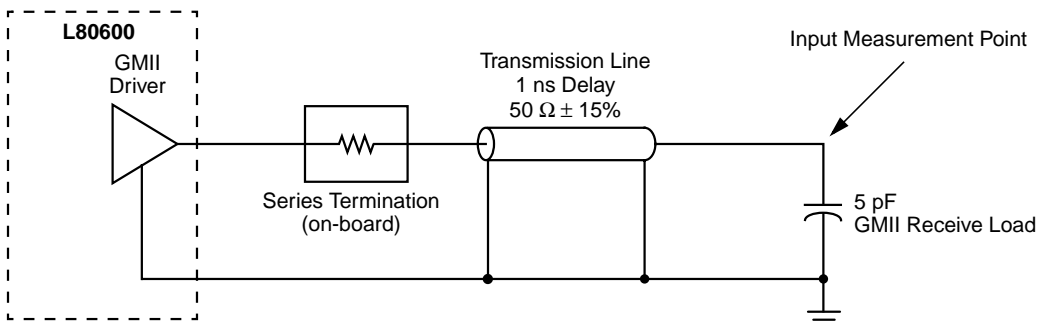 L80600
GMII
Driver
Series Termination
(on-board)
Transmission Line
1 ns Delay
50 Ω ± 15%
Input Measurement Point
5 pF
GMII Receive Load